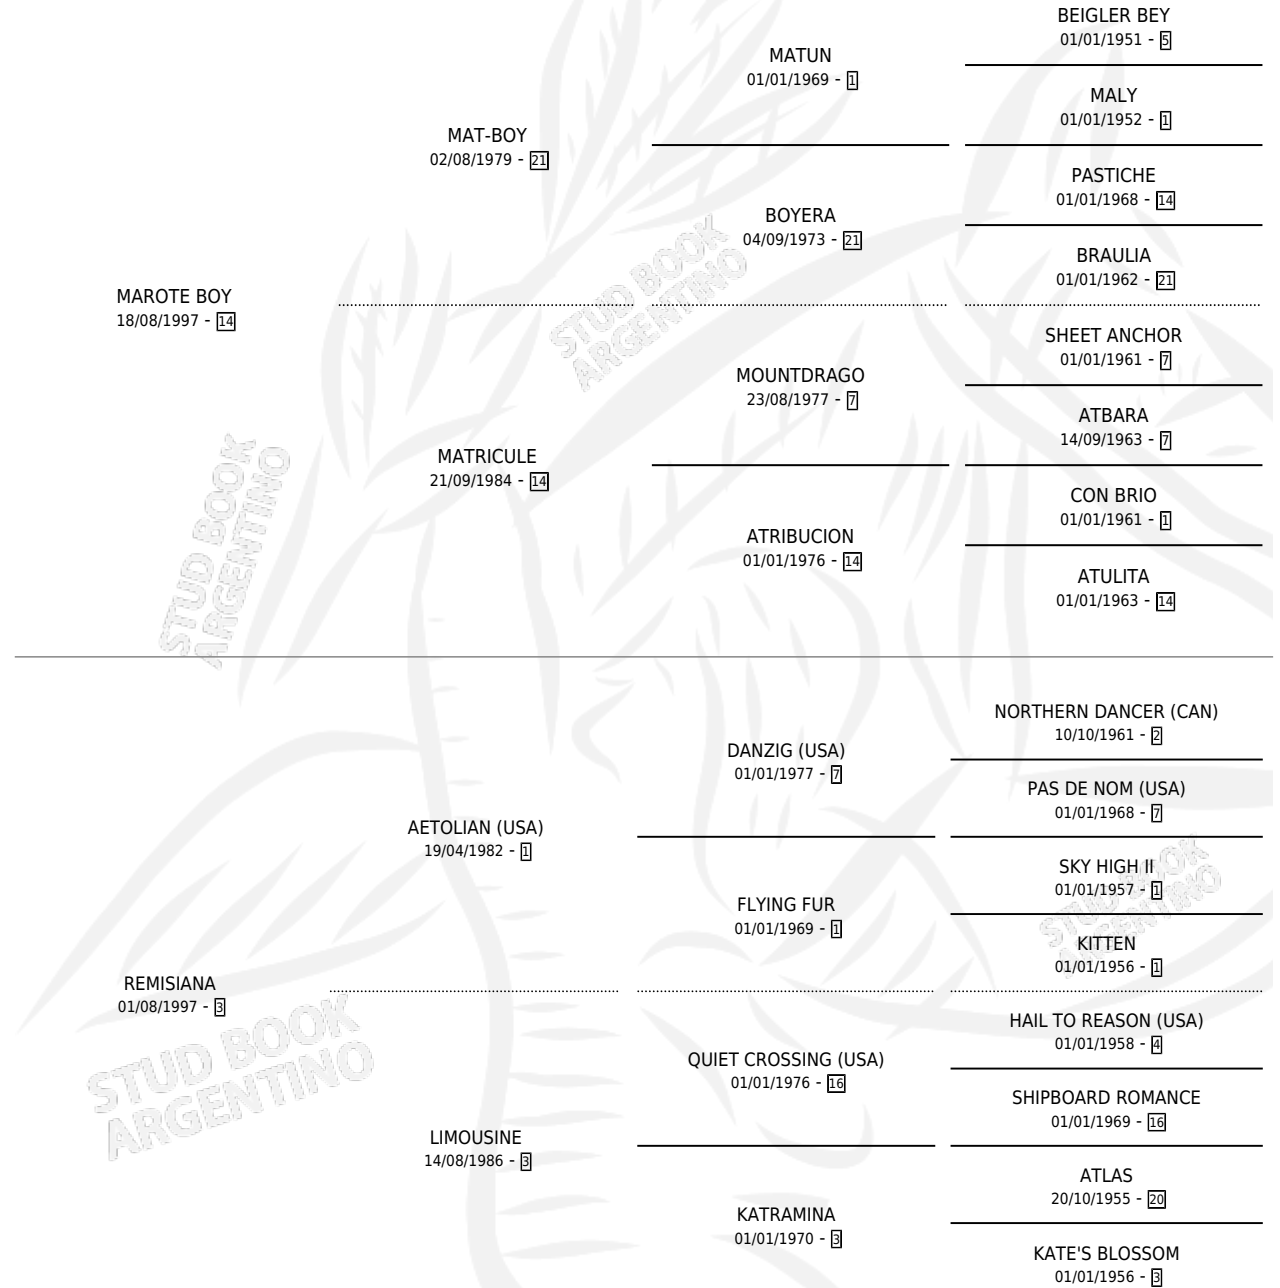 BEIGLER BEY
01/01/1951 - 5
MATUN
01/01/1969 - 1
MALY
01/01/1952 - 1
MAT-BOY
02/08/1979 - 21
PASTICHE
01/01/1968 - 14
BOYERA
04/09/1973 - 21
BRAULIA
01/01/1962 - 21
MAROTE BOY
18/08/1997 - 14
STUD BOOK
ARGENTINO
SHEET ANCHOR
01/01/1961 - 7
MOUNTDRAGO
23/08/1977 - 7
ATBARA
14/09/1963 - 7
MATRICULE
21/09/1984 - 14
CON BRIO
01/01/1961 - 1
ATRIBUCION
01/01/1976 - 14
ATULITA
01/01/1963 - 14
STUD BOOK
ARGENTINO
NORTHERN DANCER (CAN)
10/10/1961 - 2
DANZIG (USA)
01/01/1977 - 7
PAS DE NOM (USA)
01/01/1968 - 7
AETOLIAN (USA)
19/04/1982 - 1
SKY HIGH II
01/01/1957 - 1
FLYING FUR
01/01/1969 - 1
KITTEN
01/01/1956 - 1
STUD BOOK
ARGENTINO
REMISIANA
01/08/1997 - 3
HAIL TO REASON (USA)
01/01/1958 - 4
QUIET CROSSING (USA)
01/01/1976 - 16
SHIPBOARD ROMANCE
01/01/1969 - 16
STUD BOOK
ARGENTINO
LIMOUSINE
14/08/1986 - 3
ATLAS
20/10/1955 - 20
KATRAMINA
01/01/1970 - 3
KATE'S BLOSSOM
01/01/1956 - 3